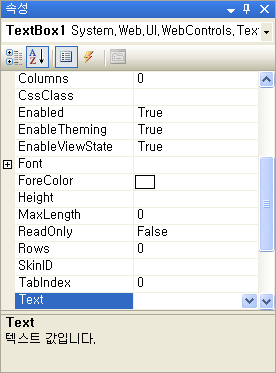 속성
TextBox1 System.Web.UI.WebControls.Tex
A Z
Columns 0
CssClass
Enabled True
EnableTheming True
EnableViewState True
Font
ForeColor
Height
MaxLength 0
ReadOnly False
Rows 0
SkinID
TabIndex 0
Text
Text
텍스트 값입니다.